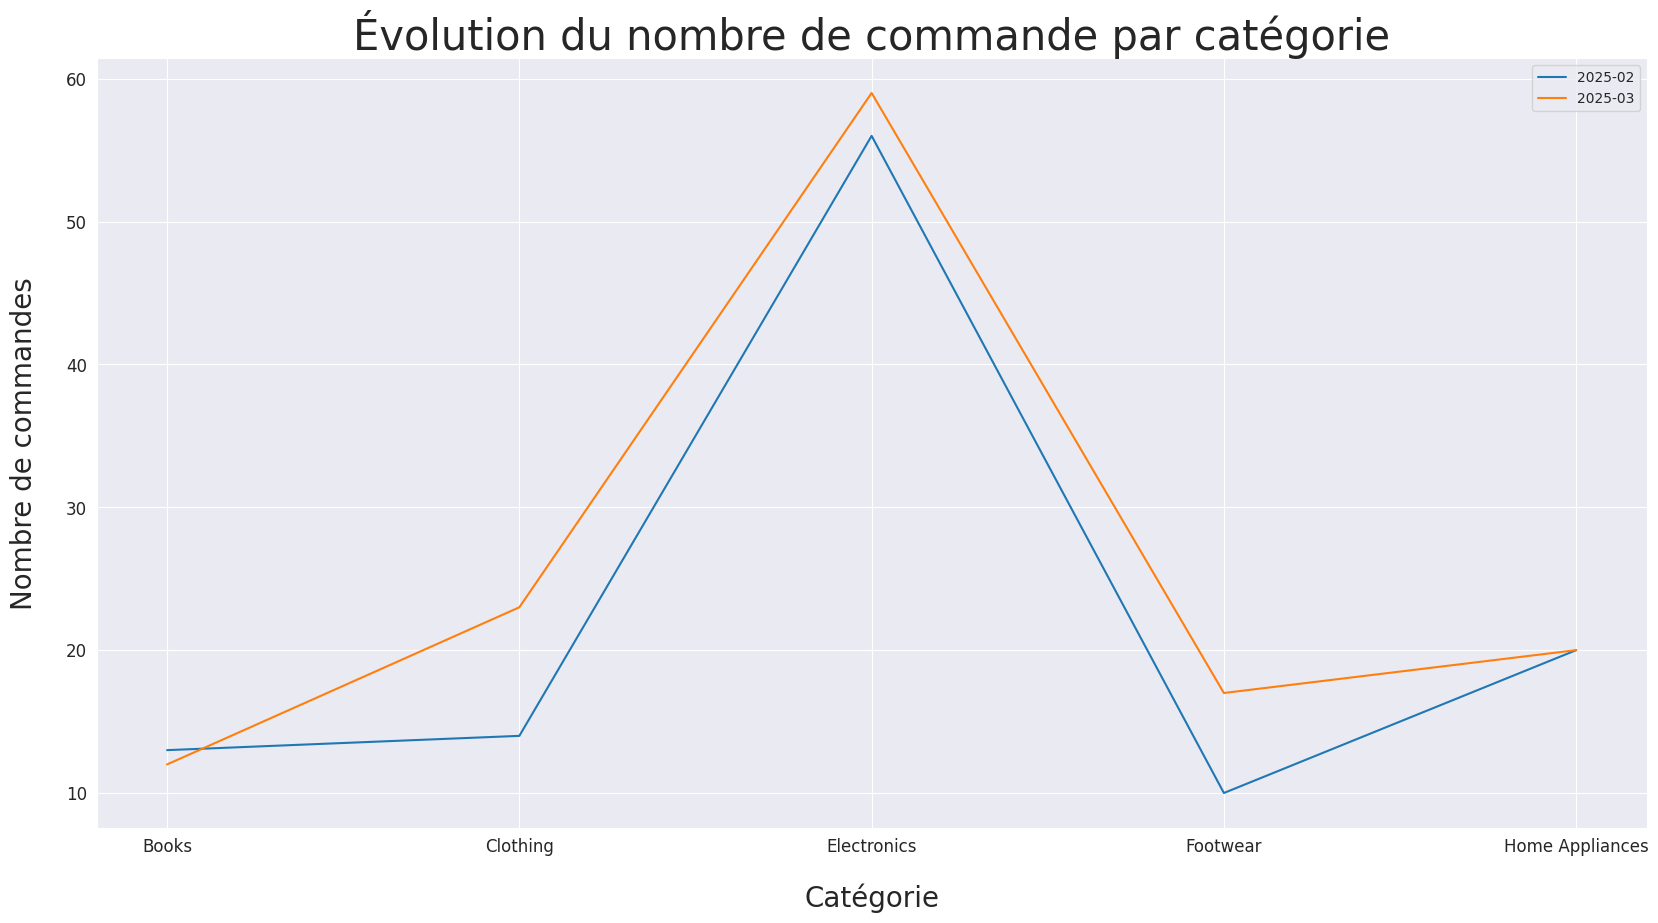 Évolution du nombre de commande par catégorie
2025-02
2025-03
Nombre de commandes
60
50
40
30
20
10
Books
Clothing
Electronics
Footwear
Home Appliances
Catégorie